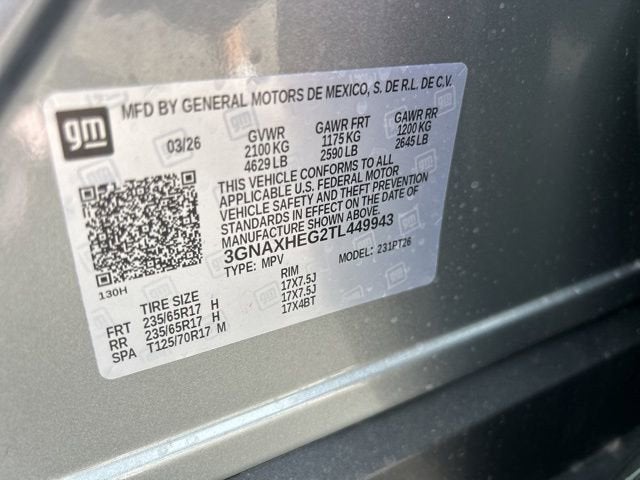 MFD BY GENERAL MOTORS DE MEXICO, S. DE R.L. DE C.V.
gm
03/26 GVWR GAWR FRT GAWR RR
2100 KG 1175 KG 1200 KG
4629 LB 2590 LB 2645 LB
THIS VEHICLE CONFORMS TO ALL
APPLICABLE U.S. FEDERAL MOTOR
VEHICLE SAFETY AND THEFT PREVENTION
STANDARDS IN EFFECT ON THE DATE OF
MANUFACTURE SHOWN ABOVE.
3GNAXHEG2TL449943
TYPE: MPV MODEL: 231PT26
130H
TIRE SIZE RIM
FRT 235/65R17 H 17X7.5J
RR 235/65R17 H 17X7.5J
SPA T125/70R17 M 17X4BT